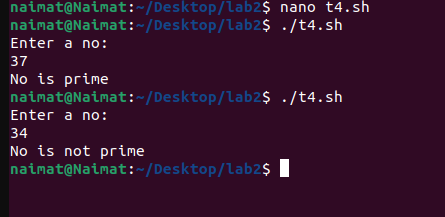 naimat@Naimat:~/Desktop/lab2$ nano t4.sh
naimat@Naimat:~/Desktop/lab2$ ./t4.sh
Enter a no:
37
No is prime
naimat@Naimat:~/Desktop/lab2$ ./t4.sh
Enter a no:
34
No is not prime
naimat@Naimat:~/Desktop/lab2$